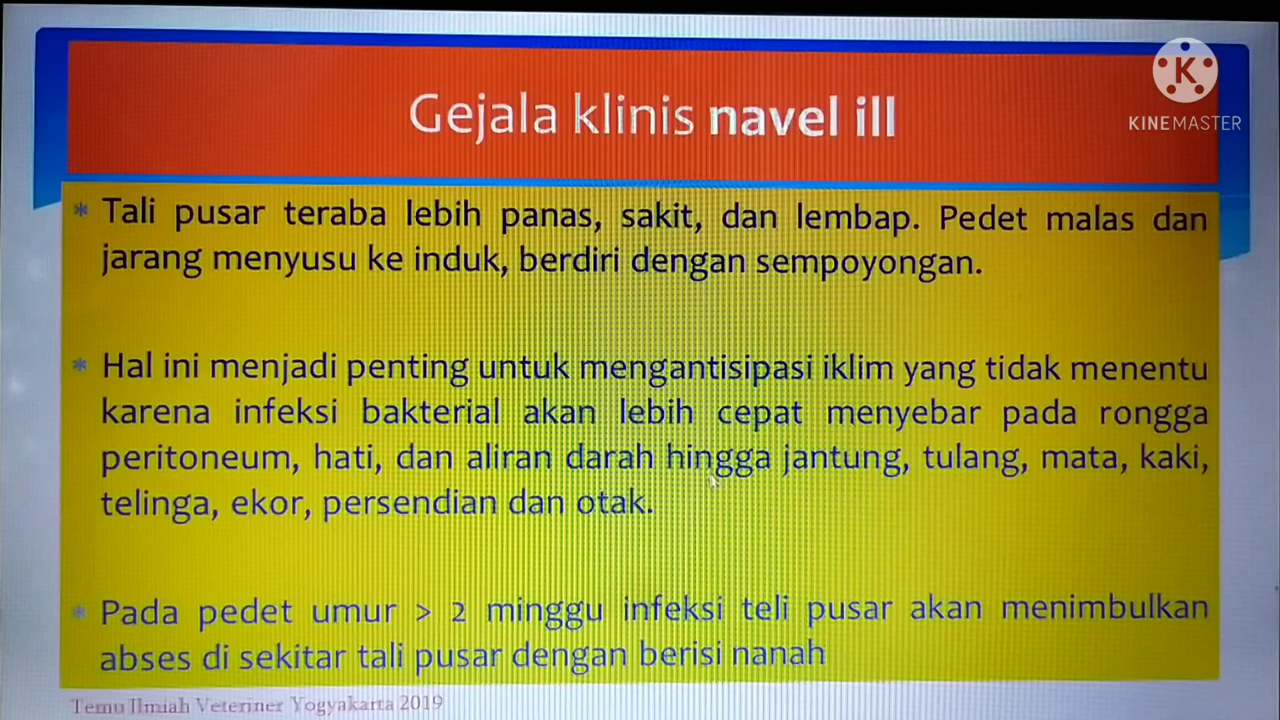 Gejala klinis navel ill
KINEMASTER
* Tali pusar teraba lebih panas, sakit, dan lembap. Pedet malas dan
jarang menyusu ke induk, berdiri dengan sempoyongan.
* Hal ini menjadi penting untuk mengantisipasi iklim yang tidak menentu
karena infeksi bakterial akan lebih cepat menyebar pada rongga
peritoneum, hati, dan aliran darah hingga jantung, tulang, mata, kaki,
telinga, ekor, persendian dan otak.
* Pada pedet umur > 2 minggu infeksi teli pusar akan menimbulkan
abses di sekitar tali pusar dengan berisi nanah
Temu Ilmiah Veteriner Yogyakarta 2019